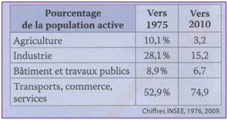 Pourcentage de la population active | Vers 1975 | Vers 2010
Agriculture | 10,1 % | 3,2
Industrie | 28,1 % | 15,2
Bâtiment et travaux publics | 8,9 % | 6,7
Transports, commerce, services | 52,9 % | 74,9
Chiffres INSEE, 1976, 2009.